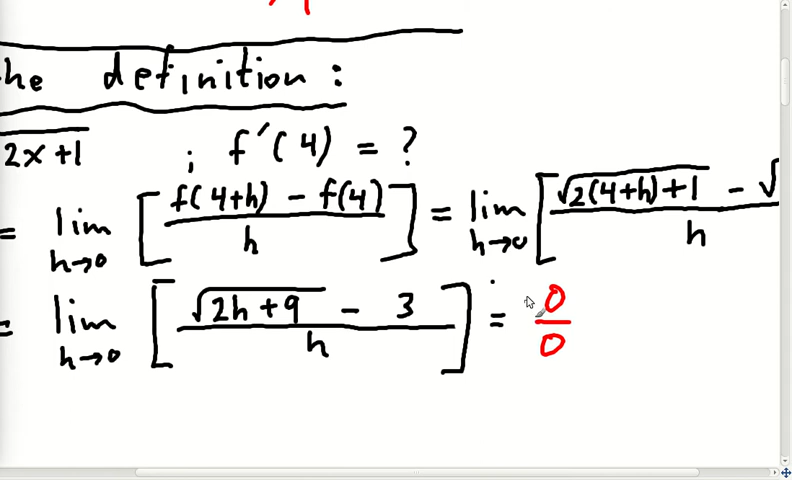 he definition :
√2x+1 ; f'(4) = ?
= lim h→0 [ f(4+h) - f(4) / h ] = lim h→0 [ √2(4+h)+1 - √ / h
= lim h→0 [ √2h+9 - 3 / h ] = 0/0